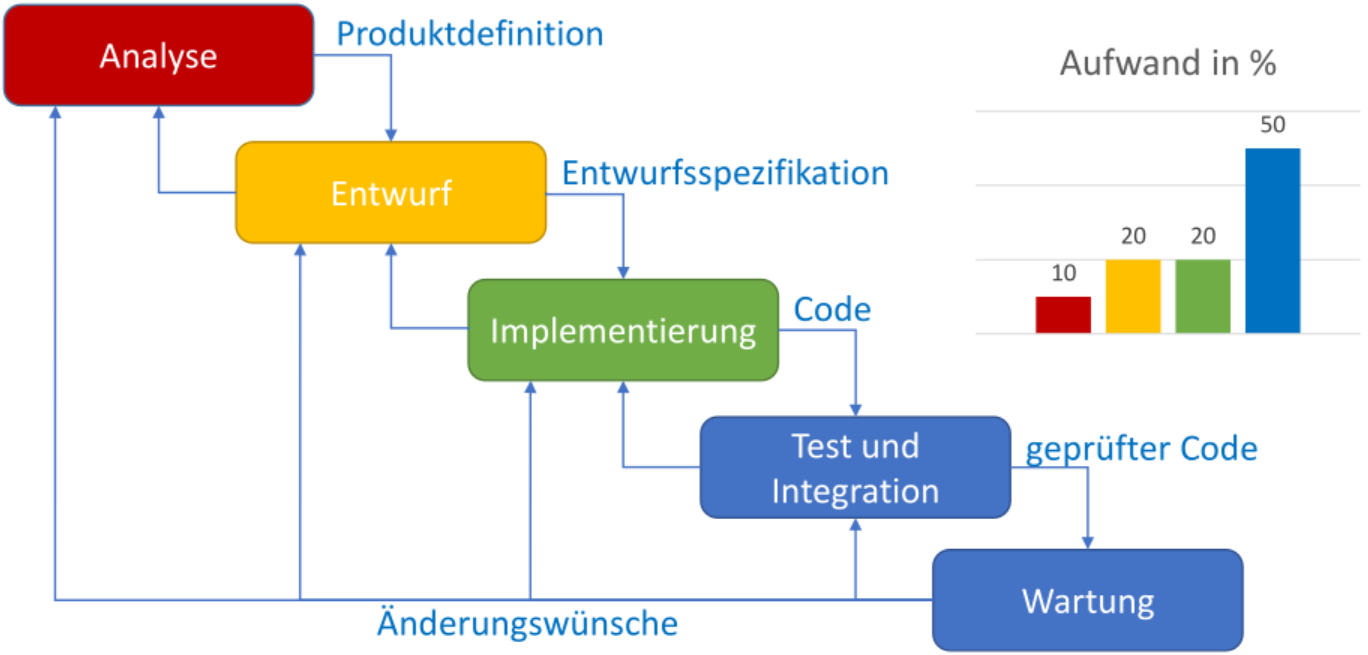 Analyse
Produktdefinition
Aufwand in %
50
20
20
10
Entwurf
Entwurfsspezifikation
Implementierung
Code
Test und
Integration
geprüfter Code
Wartung
Änderungswünsche